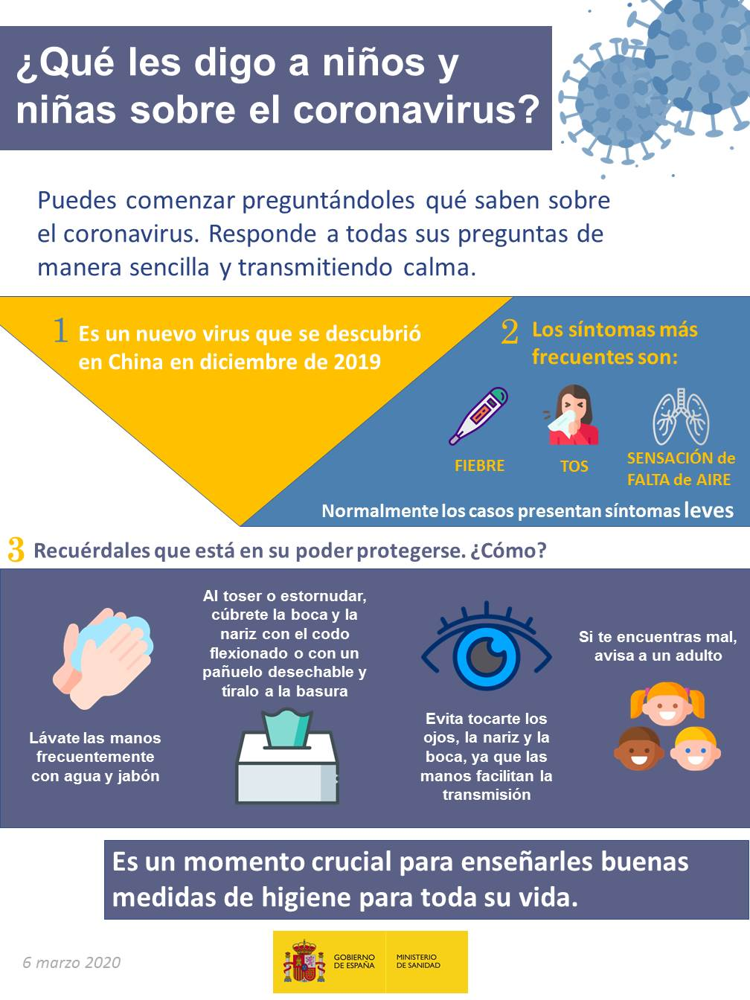 ¿Qué les digo a niños y
niñas sobre el coronavirus?
Puedes comenzar preguntándoles qué saben sobre
el coronavirus. Responde a todas sus preguntas de
manera sencilla y transmitiendo calma.
1 Es un nuevo virus que se descubrió
en China en diciembre de 2019
2 Los síntomas más
frecuentes son:
FIEBRE
TOS
SENSACIÓN de
FALTA de AIRE
Normalmente los casos presentan síntomas leves
3 Recuérdales que está en su poder protegerse. ¿Cómo?
Lávate las manos
frecuentemente
con agua y jabón
Al toser o estornudar,
cúbrete la boca y la
nariz con el codo
flexionado o con un
pañuelo desechable y
tíralo a la basura
Evita tocarte los
ojos, la nariz y la
boca, ya que las
manos facilitan la
transmisión
Si te encuentras mal,
avisa a un adulto
Es un momento crucial para enseñarles buenas
medidas de higiene para toda su vida.
6 marzo 2020
GOBIERNO
DE ESPAÑA
MINISTERIO
DE SANIDAD